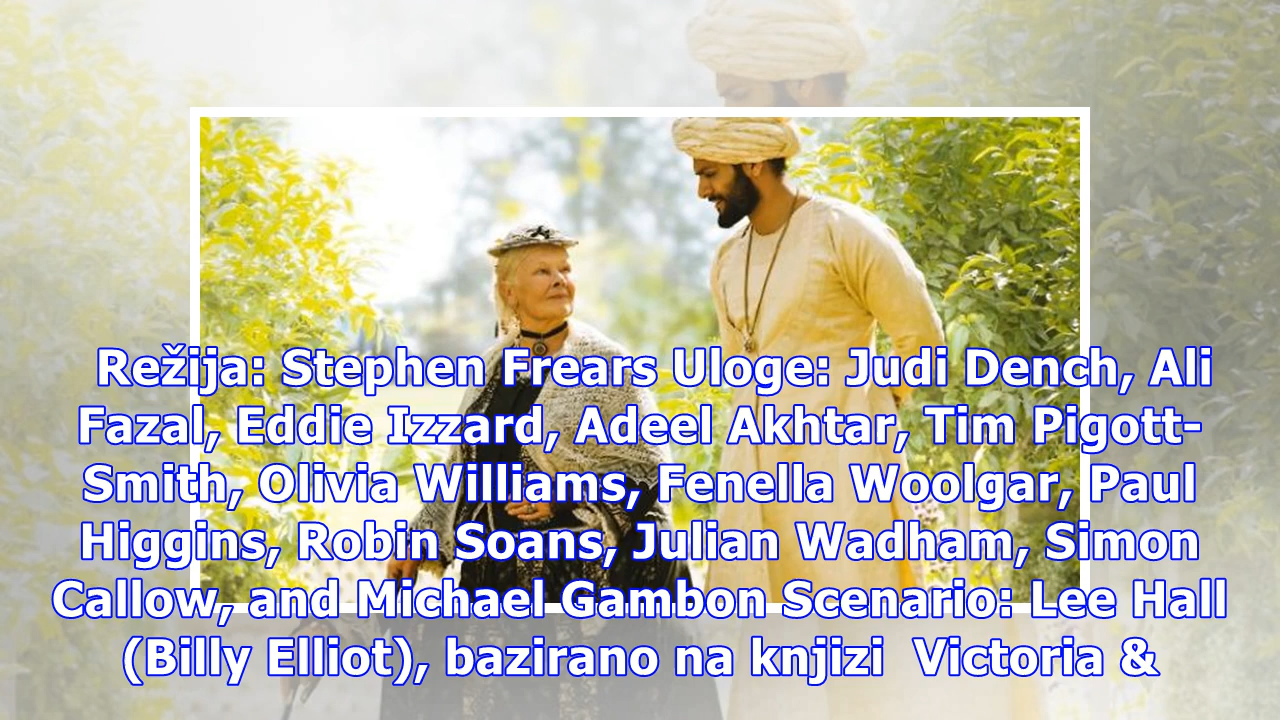 Režija: Stephen Frears Uloge: Judi Dench, Ali
Fazal, Eddie Izzard, Adeel Akhtar, Tim Pigott-
Smith, Olivia Williams, Fenella Woolgar, Paul
Higgins, Robin Soans, Julian Wadham, Simon
Callow, and Michael Gambon Scenario: Lee Hall
(Billy Elliot), bazirano na knjizi  Victoria &